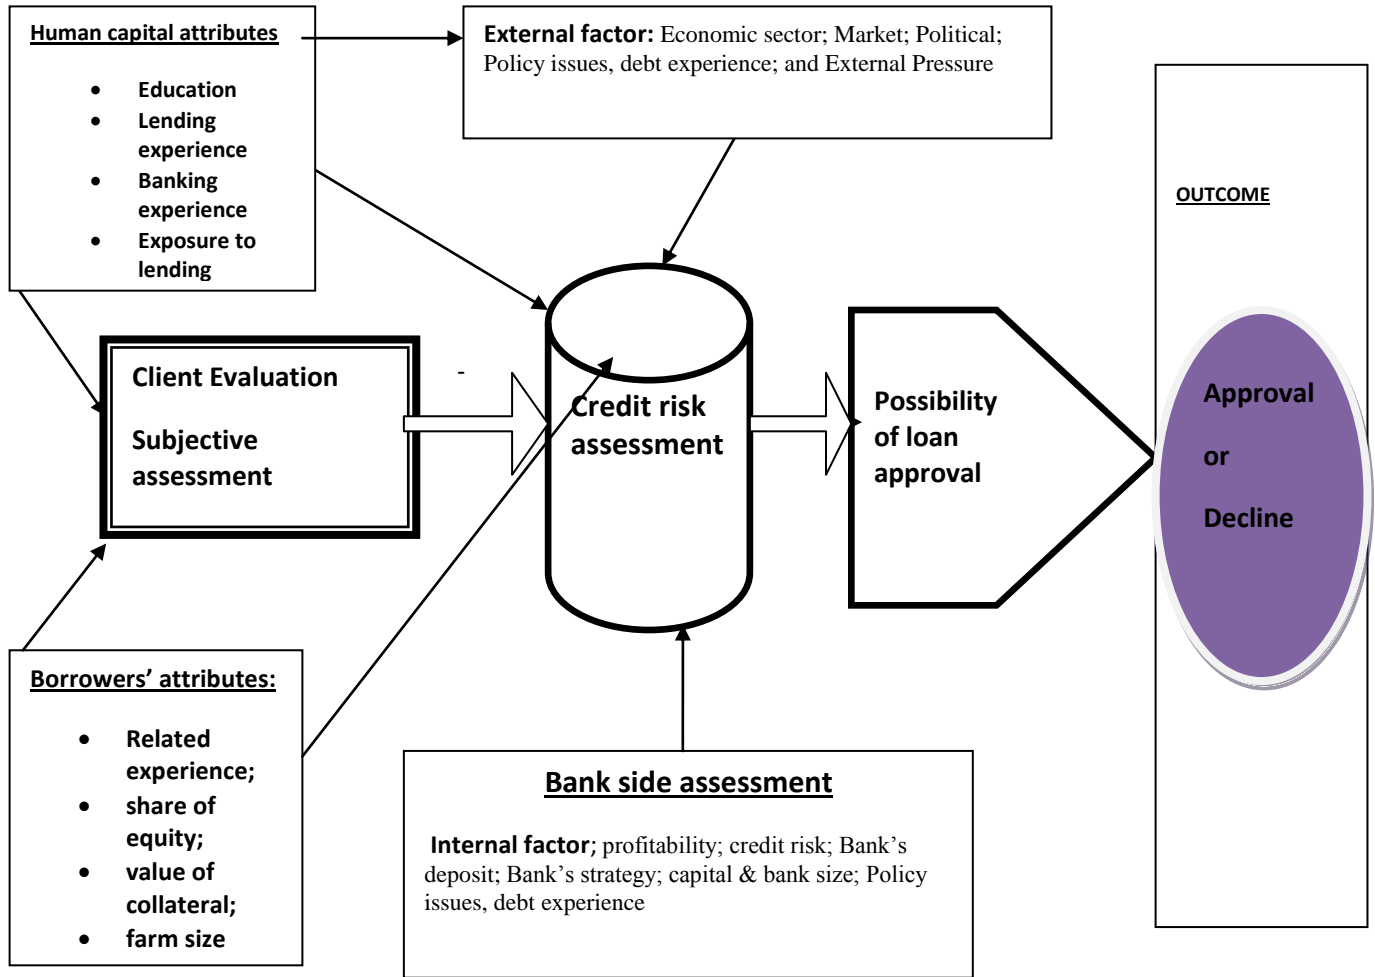 Human capital attributes
• Education
• Lending
experience
• Banking
experience
• Exposure to
lending
External factor: Economic sector; Market; Political;
Policy issues, debt experience; and External Pressure
OUTCOME
Client Evaluation
Subjective
assessment
-
Credit risk
assessment
Possibility
of loan
approval
Approval
or
Decline
Borrowers’ attributes:
• Related
experience;
• share of
equity;
• value of
collateral;
• farm size
Bank side assessment
Internal factor; profitability; credit risk; Bank’s
deposit; Bank’s strategy; capital & bank size; Policy
issues, debt experience